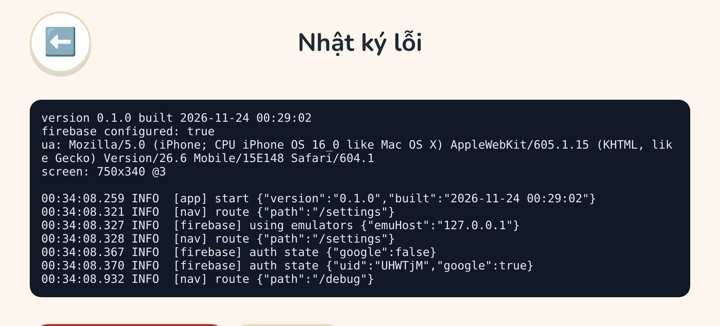 Nhật ký lỗi
version 0.1.0 built 2026-11-24 00:29:02
firebase configured: true
ua: Mozilla/5.0 (iPhone; CPU iPhone OS 16_0 like Mac OS X) AppleWebKit/605.1.15 (KHTML, lik
e Gecko) Version/26.6 Mobile/15E148 Safari/604.1
screen: 750x340 @3
00:34:08.259 INFO  [app] start {"version":"0.1.0","built":"2026-11-24 00:29:02"}
00:34:08.321 INFO  [nav] route {"path":"/settings"}
00:34:08.327 INFO  [firebase] using emulators {"emuHost":"127.0.0.1"}
00:34:08.328 INFO  [nav] route {"path":"/settings"}
00:34:08.367 INFO  [firebase] auth state {"google":false}
00:34:08.370 INFO  [firebase] auth state {"uid":"UHWTjM","google":true}
00:34:08.932 INFO  [nav] route {"path":"/debug"}